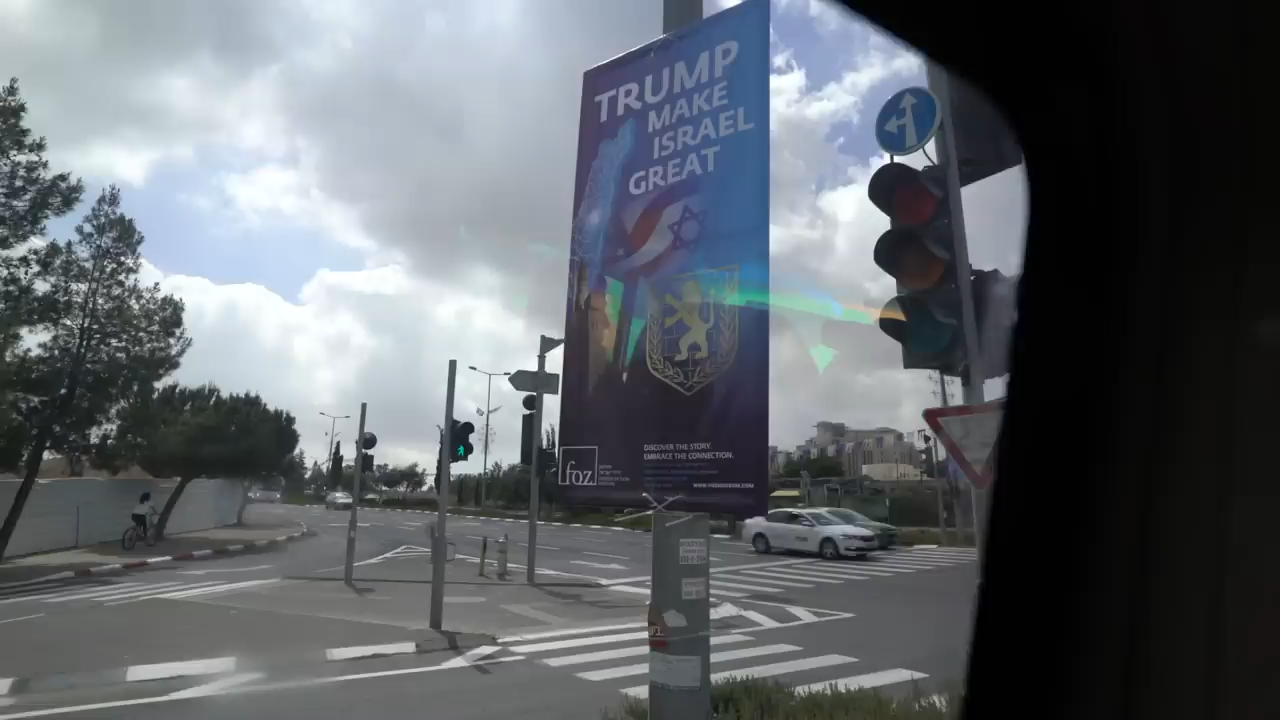 TRUMP
MAKE
ISRAEL
GREAT
DISCOVER THE STORY.
EMBRACE THE CONNECTION.
foz